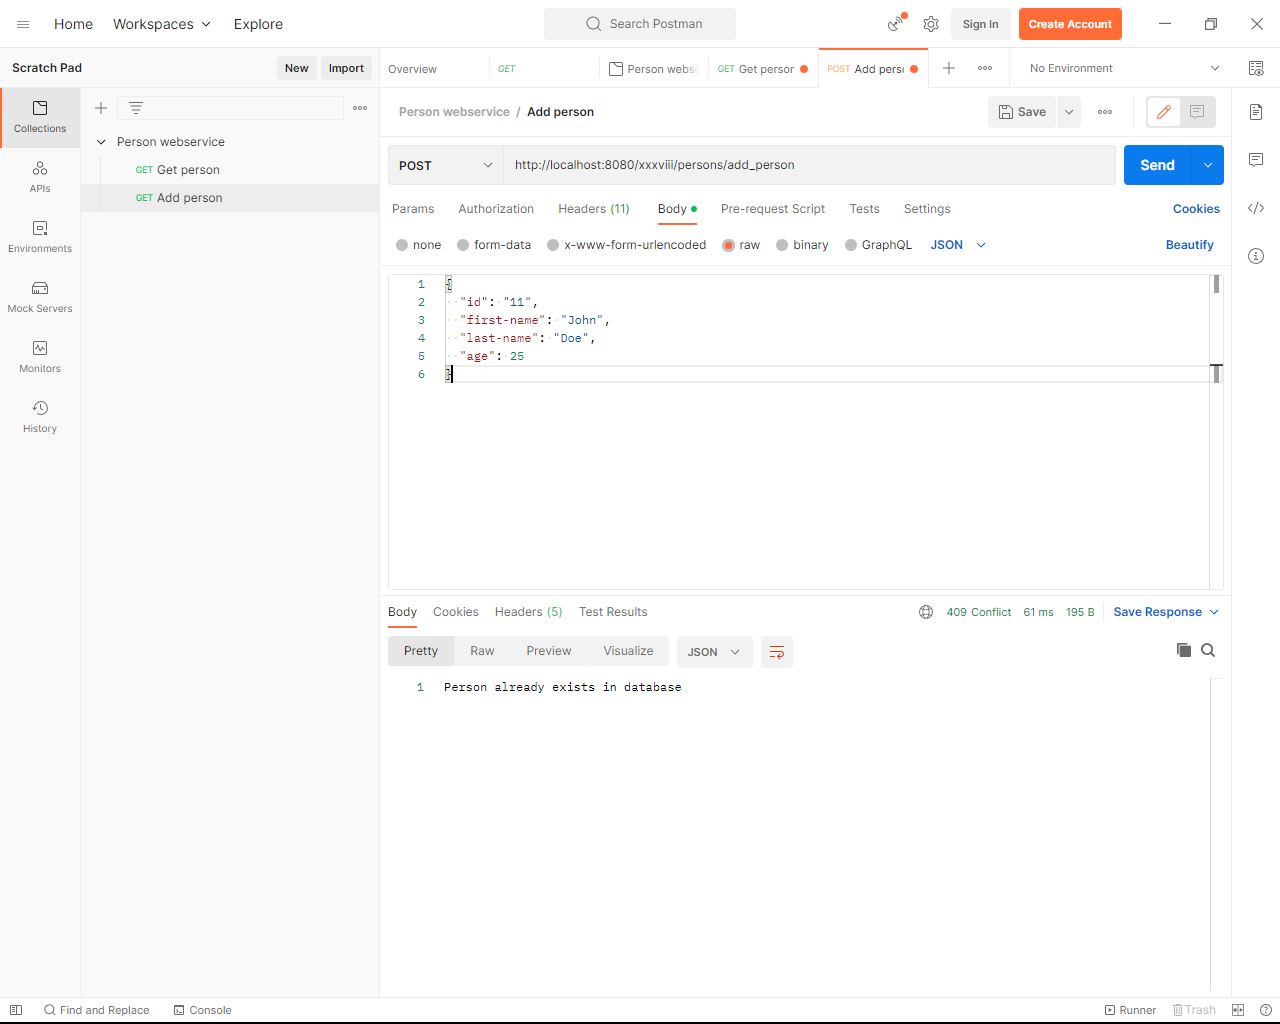 Home Workspaces Explore Search Postman Sign In Create Account
Scratch Pad New Import Overview GET Person webs GET Get person POST Add pers No Environment
Collections
APIs
Environments
Mock Servers
Monitors
History
Person webservice
GET Get person
GET Add person
Person webservice / Add person Save
POST http://localhost:8080/xxxviii/persons/add_person Send
Params Authorization Headers (11) Body Pre-request Script Tests Settings Cookies
none form-data x-www-form-urlencoded raw binary GraphQL JSON Beautify
1 {
2 "id": "11",
3 "first-name": "John",
4 "last-name": "Doe",
5 "age": 25
6 }
Body Cookies Headers (5) Test Results 409 Conflict 61 ms 195 B Save Response
Pretty Raw Preview Visualize JSON
1 Person already exists in database
Find and Replace Console Runner Trash